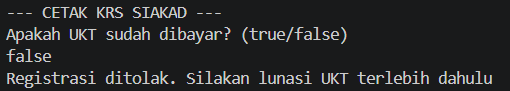 --- CETAK KRS SIAKAD ---
Apakah UKT sudah dibayar? (true/false)
false
Registrasi ditolak. Silakan lunasi UKT terlebih dahulu